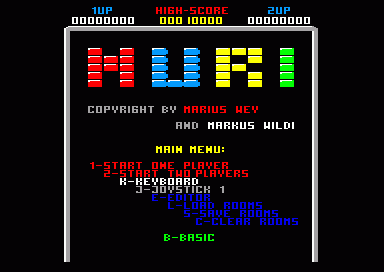 1UP HIGH-SCORE 2UP
00000000 00010000 00000000
MURI
COPYRIGHT BY MARIUS WEY
AND MARKUS WILDI
MAIN MENU:
1-START ONE PLAYER
2-START TWO PLAYERS
K-KEYBOARD
J-JOYSTICK 1
E-EDITOR
L-LOAD ROOMS
S-SAVE ROOMS
C-CLEAR ROOMS
B-BASIC